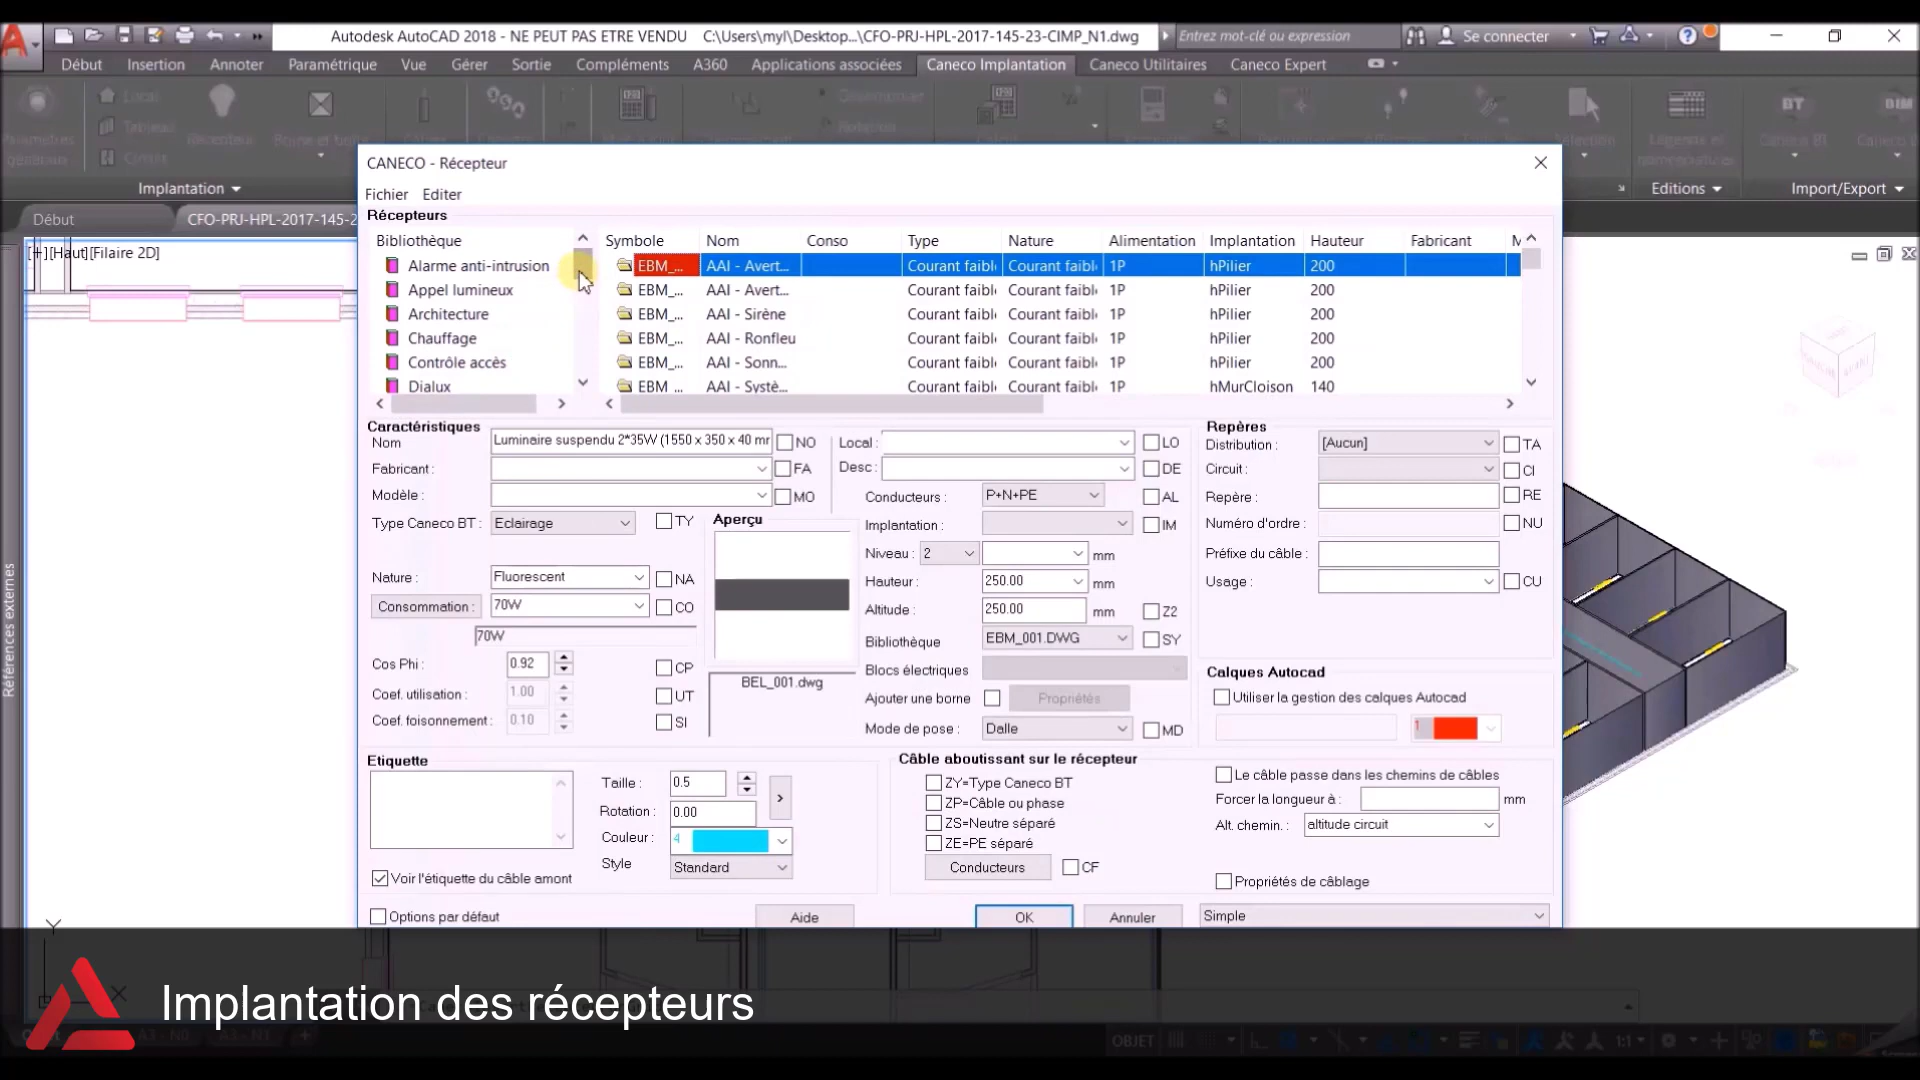 Autodesk AutoCAD 2018 - NE PEUT PAS ETRE VENDU C:\Users\myl\Desktop...\CFO-PRJ-HPL-2017-145-23-CIMP_N1.dwg
Entrez mot-clé ou expression
Se connecter
Début Insertion Annoter Paramétrique Vue Gérer Sortie Compléments A360 Applications associées Caneco Implantation Caneco Utilitaires Caneco Expert
Implantation
Editions
Import/Export
Début
CFO-PRJ-HPL-2017-145-2
[+][Haut][Filaire 2D]
Références externes
CANECO - Récepteur
Fichier Editer
Récepteurs
Bibliothèque
Alarme anti-intrusion
Appel lumineux
Architecture
Chauffage
Contrôle accès
Dialux
Symbole Nom Conso Type Nature Alimentation Implantation Hauteur Fabricant
EBM_... AAI - Avert... Courant faibl Courant faibl 1P hPilier 200
EBM_... AAI - Avert... Courant faibl Courant faibl 1P hPilier 200
EBM_... AAI - Sirène Courant faibl Courant faibl 1P hPilier 200
EBM_... AAI - Ronfleu Courant faibl Courant faibl 1P hPilier 200
EBM_... AAI - Sonn... Courant faibl Courant faibl 1P hPilier 200
EBM_... AAI - Systè... Courant faibl Courant faibl 1P hMurCloison 140
Caractéristiques
Nom Luminaire suspendu 2*35W (1550 x 350 x 40 mr NO
Fabricant : FA
Modèle : MO
Type Caneco BT : Eclairage TY
Nature : Fluorescent NA
Consommation : 70W CO
70W
Cos Phi : 0.92 CP
Coef. utilisation : 1.00 UT
Coef. foisonnement : 0.10 SI
Aperçu
BEL_001.dwg
Local : LO
Desc : DE
Conducteurs : P+N+PE AL
Implantation : IM
Niveau : 2 mm
Hauteur : 250.00 mm
Altitude : 250.00 mm Z2
Bibliothèque EBM_001.DWG SY
Blocs électriques
Ajouter une borne Propriétés
Mode de pose : Dalle MD
Repères
Distribution : [Aucun] TA
Circuit : CI
Repère : RE
Numéro d'ordre : NU
Préfixe du câble :
Usage : CU
Calques Autocad
Utiliser la gestion des calques Autocad
1
Etiquette
Taille : 0.5
Rotation : 0.00
Couleur : 4
Style Standard
Voir l'étiquette du câble amont
Câble aboutissant sur le récepteur
ZY=Type Caneco BT
ZP=Câble ou phase
ZS=Neutre séparé
ZE=PE séparé
Conducteurs CF
Le câble passe dans les chemins de câbles
Forcer la longueur à : mm
Alt. chemin. : altitude circuit
Propriétés de câblage
Options par défaut
Aide
OK
Annuler
Simple
Implantation des récepteurs
OBJET
1:1